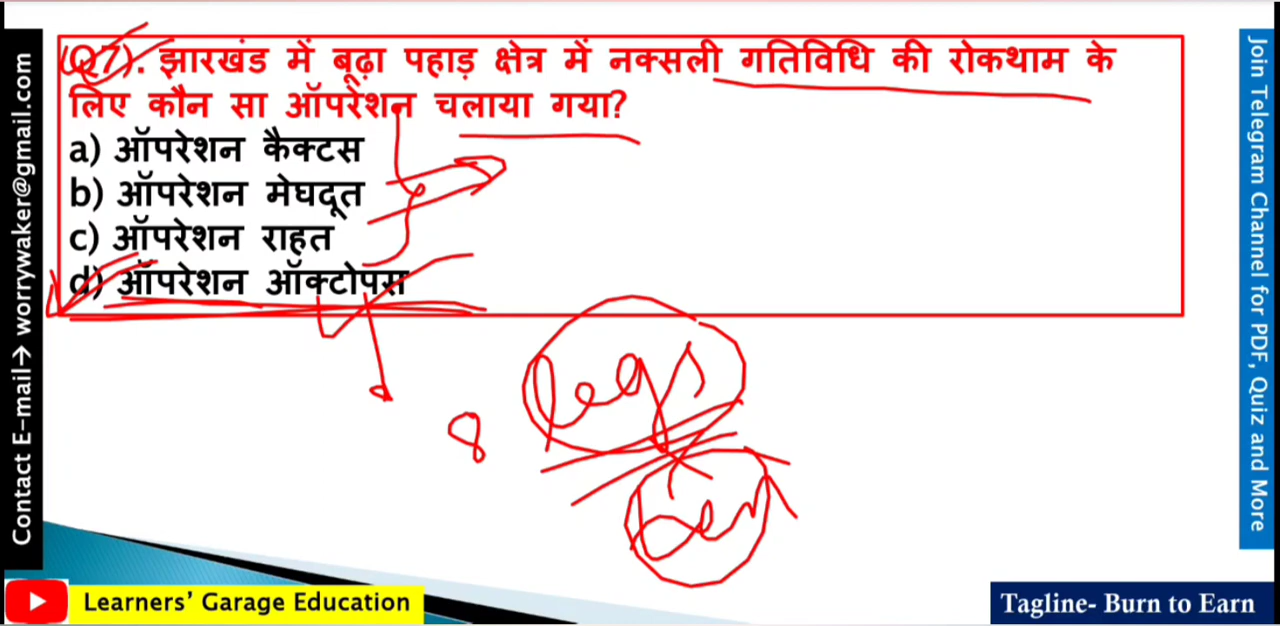 (Q7). झारखंड में बूढ़ा पहाड़ क्षेत्र में नक्सली गतिविधि की रोकथाम के
लिए कौन सा ऑपरेशन चलाया गया?
a) ऑपरेशन कैक्टस
b) ऑपरेशन मेघदूत
c) ऑपरेशन राहत
d) ऑपरेशन ऑक्टोपस
8 legs
Contact E-mail→ worrywaker@gmail.com
Join Telegram Channel for PDF, Quiz and More
Learners’ Garage Education
Tagline- Burn to Earn